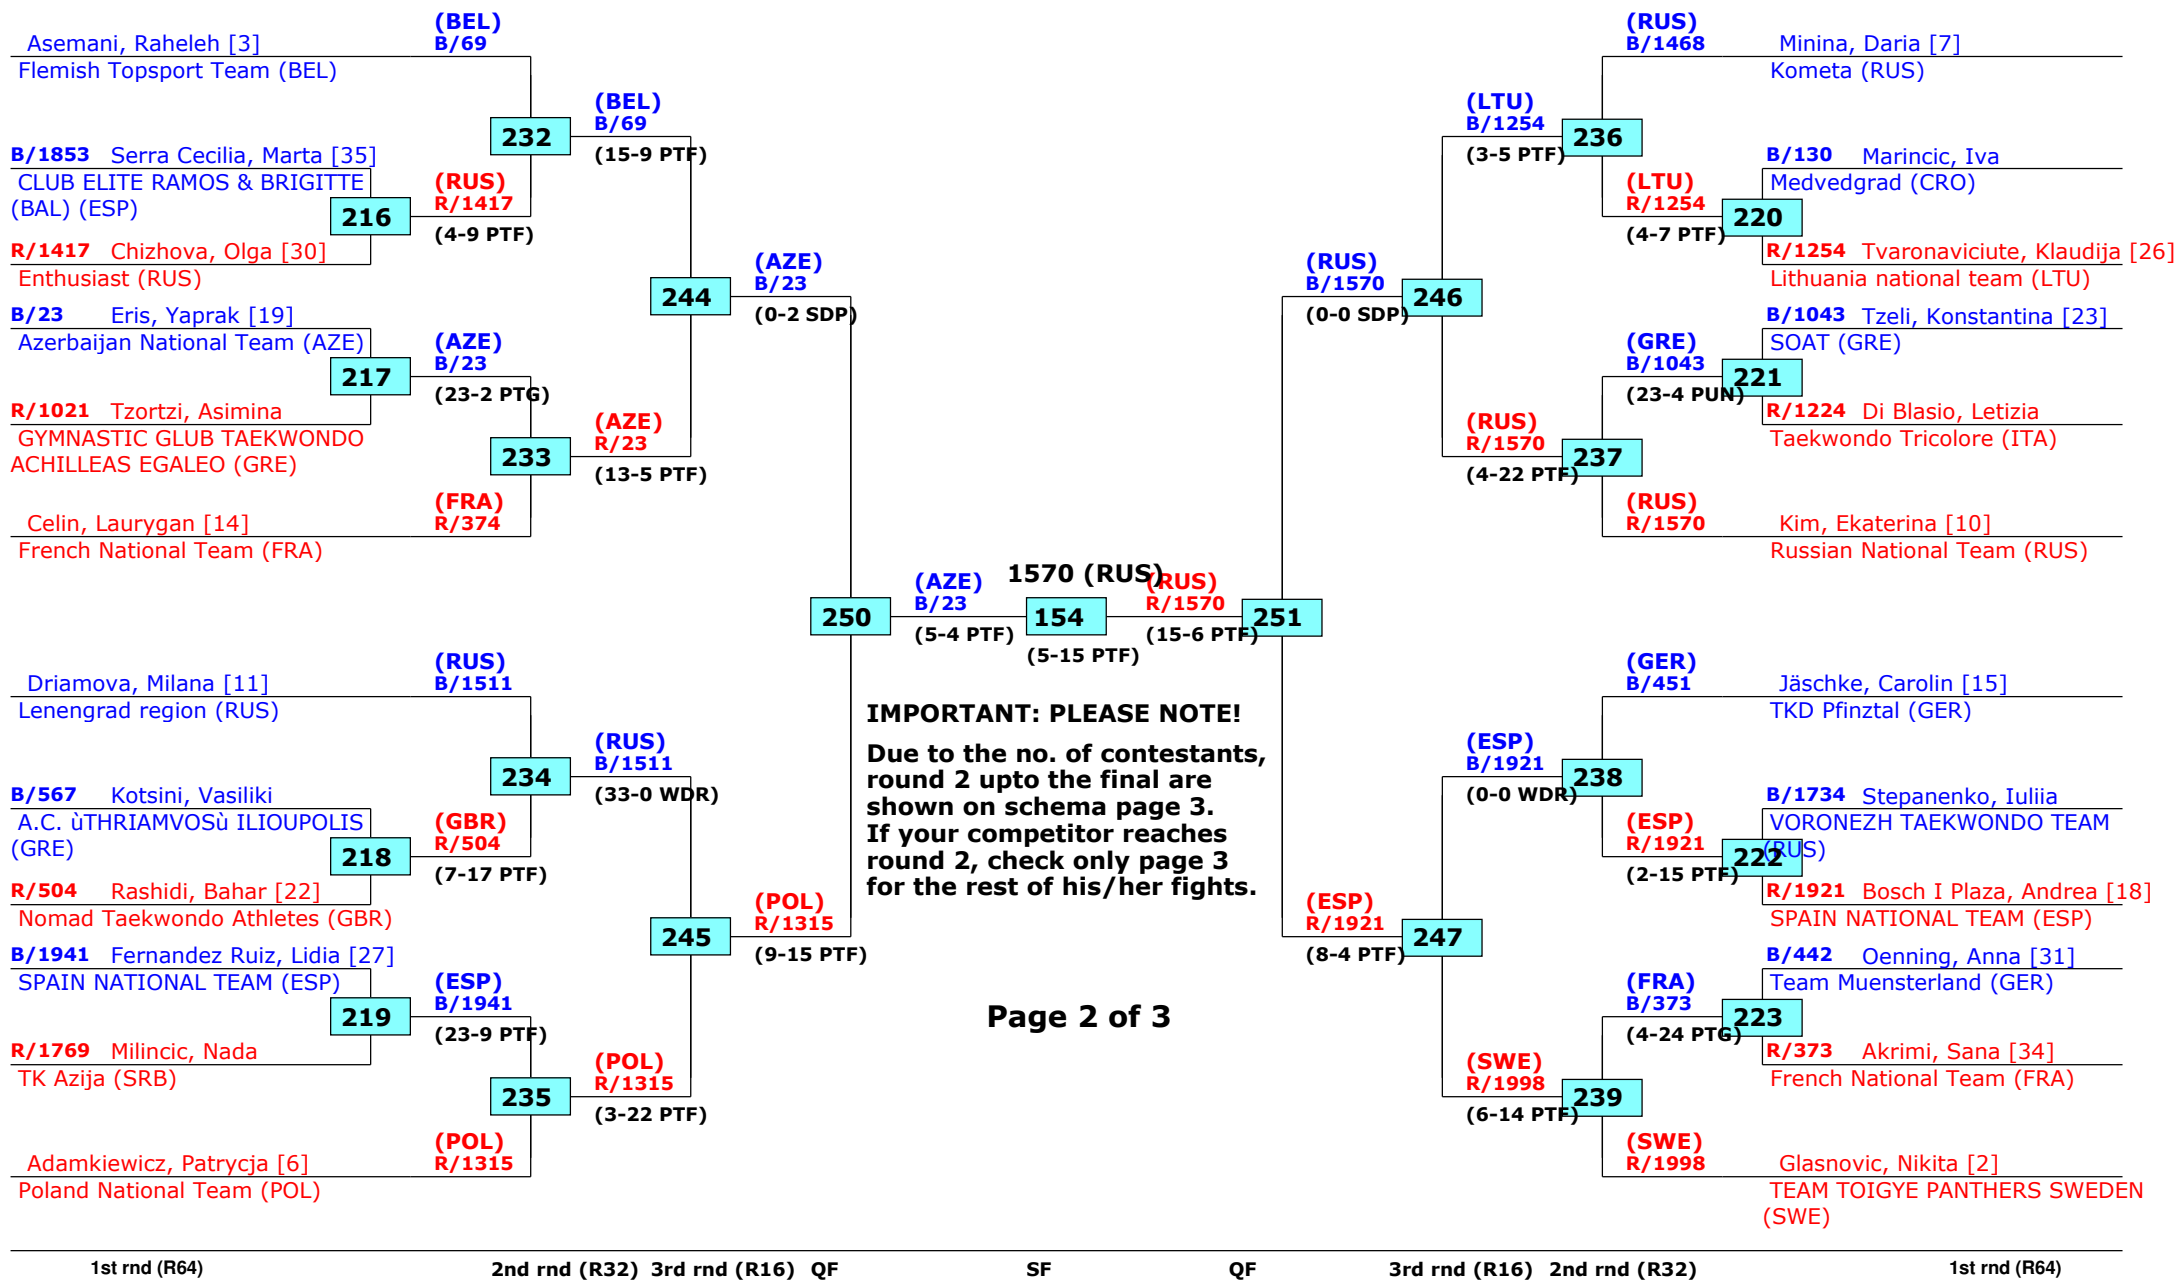 (BEL)
B/69
Asemani, Raheleh [3]
Flemish Topsport Team (BEL)
B/1853 Serra Cecilia, Marta [35]
CLUB ELITE RAMOS & BRIGITTE
(BAL) (ESP)
216
R/1417 Chizhova, Olga [30]
Enthusiast (RUS)
(RUS)
R/1417
(4-9 PTF)
232
(BEL)
B/69
(15-9 PTF)
B/23 Eris, Yaprak [19]
Azerbaijan National Team (AZE)
217
R/1021 Tzortzi, Asimina
GYMNASTIC GLUB TAEKWONDO
ACHILLEAS EGALEO (GRE)
(AZE)
B/23
(23-2 PTG)
233
(AZE)
R/23
(13-5 PTF)
(FRA)
R/374
Celin, Laurygan [14]
French National Team (FRA)
244
(AZE)
B/23
(0-2 SDP)
(RUS)
B/1511
Driamova, Milana [11]
Lenengrad region (RUS)
B/567 Kotsini, Vasiliki
A.C. ùTHRIAMVOSù ILIOUPOLIS
(GRE)
218
R/504 Rashidi, Bahar [22]
Nomad Taekwondo Athletes (GBR)
(GBR)
R/504
(7-17 PTF)
234
(RUS)
B/1511
(33-0 WDR)
B/1941 Fernandez Ruiz, Lidia [27]
SPAIN NATIONAL TEAM (ESP)
219
R/1769 Milincic, Nada
TK Azija (SRB)
(ESP)
B/1941
(23-9 PTF)
235
(POL)
R/1315
(3-22 PTF)
(POL)
R/1315
Adamkiewicz, Patrycja [6]
Poland National Team (POL)
245
(POL)
R/1315
(9-15 PTF)
250
(AZE)
B/23
(5-4 PTF)
1570 (RUS)
154
(5-15 PTF)
(RUS)
R/1570
(15-6 PTF)
251
IMPORTANT: PLEASE NOTE!
Due to the no. of contestants,
round 2 upto the final are
shown on schema page 3.
If your competitor reaches
round 2, check only page 3
for the rest of his/her fights.
Page 2 of 3
(RUS)
B/1570
(0-0 SDP)
246
(LTU)
B/1254
(3-5 PTF)
236
(RUS)
B/1468
Minina, Daria [7]
Kometa (RUS)
(LTU)
R/1254
(4-7 PTF)
220
B/130 Marincic, Iva
Medvedgrad (CRO)
R/1254 Tvaronaviciute, Klaudija [26]
Lithuania national team (LTU)
(RUS)
R/1570
(4-22 PTF)
237
(GRE)
B/1043
(23-4 PUN)
221
B/1043 Tzeli, Konstantina [23]
SOAT (GRE)
R/1224 Di Blasio, Letizia
Taekwondo Tricolore (ITA)
(RUS)
R/1570
Kim, Ekaterina [10]
Russian National Team (RUS)
(ESP)
R/1921
(8-4 PTF)
247
(ESP)
B/1921
(0-0 WDR)
238
(GER)
B/451
Jäschke, Carolin [15]
TKD Pfinztal (GER)
(ESP)
R/1921
(2-15 PTF)
222
B/1734 Stepanenko, Iuliia
VORONEZH TAEKWONDO TEAM
(RUS)
R/1921 Bosch I Plaza, Andrea [18]
SPAIN NATIONAL TEAM (ESP)
(SWE)
R/1998
(6-14 PTF)
239
(FRA)
B/373
(4-24 PTG)
223
B/442 Oenning, Anna [31]
Team Muensterland (GER)
R/373 Akrimi, Sana [34]
French National Team (FRA)
(SWE)
R/1998
Glasnovic, Nikita [2]
TEAM TOIGYE PANTHERS SWEDEN
(SWE)
1st rnd (R64) 2nd rnd (R32) 3rd rnd (R16) QF SF QF 3rd rnd (R16) 2nd rnd (R32) 1st rnd (R64)